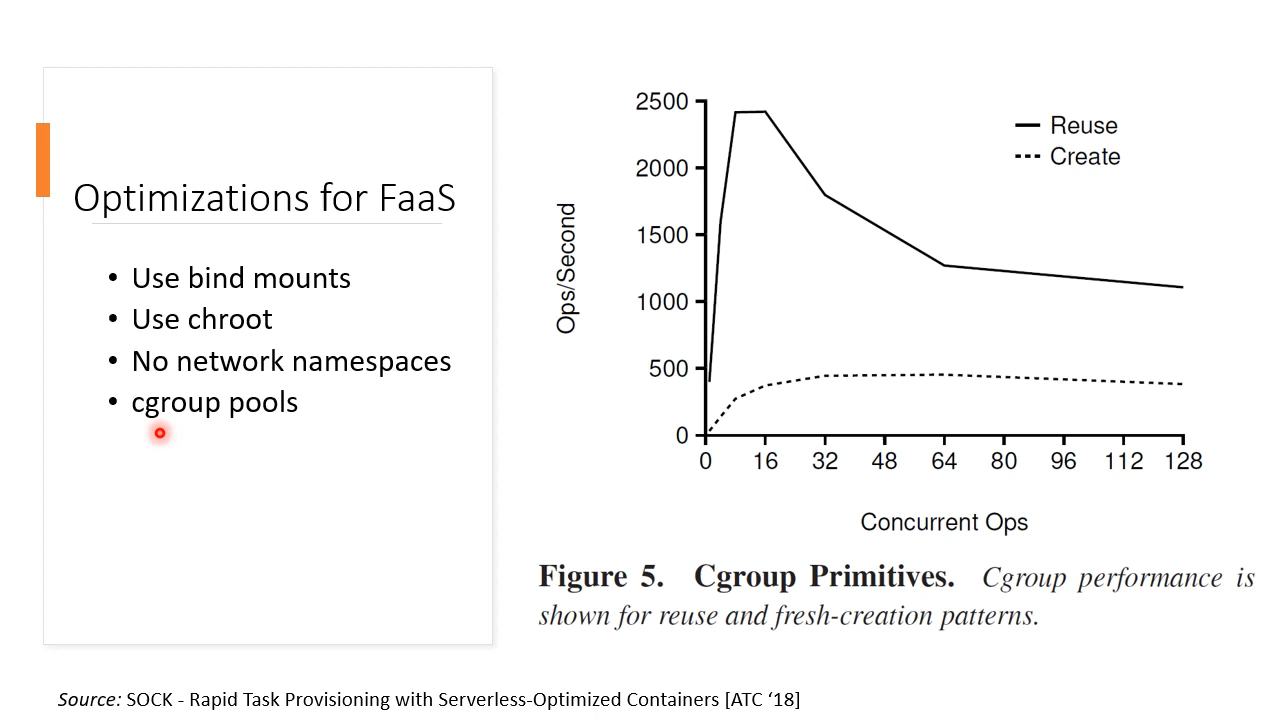 Optimizations for FaaS
• Use bind mounts
• Use chroot
• No network namespaces
• cgroup pools
2500
2000
1500
1000
500
0
Ops/Second
Reuse
Create
0 16 32 48 64 80 96 112 128
Concurrent Ops
Figure 5. Cgroup Primitives. Cgroup performance is
shown for reuse and fresh-creation patterns.
Source: SOCK - Rapid Task Provisioning with Serverless-Optimized Containers [ATC ‘18]